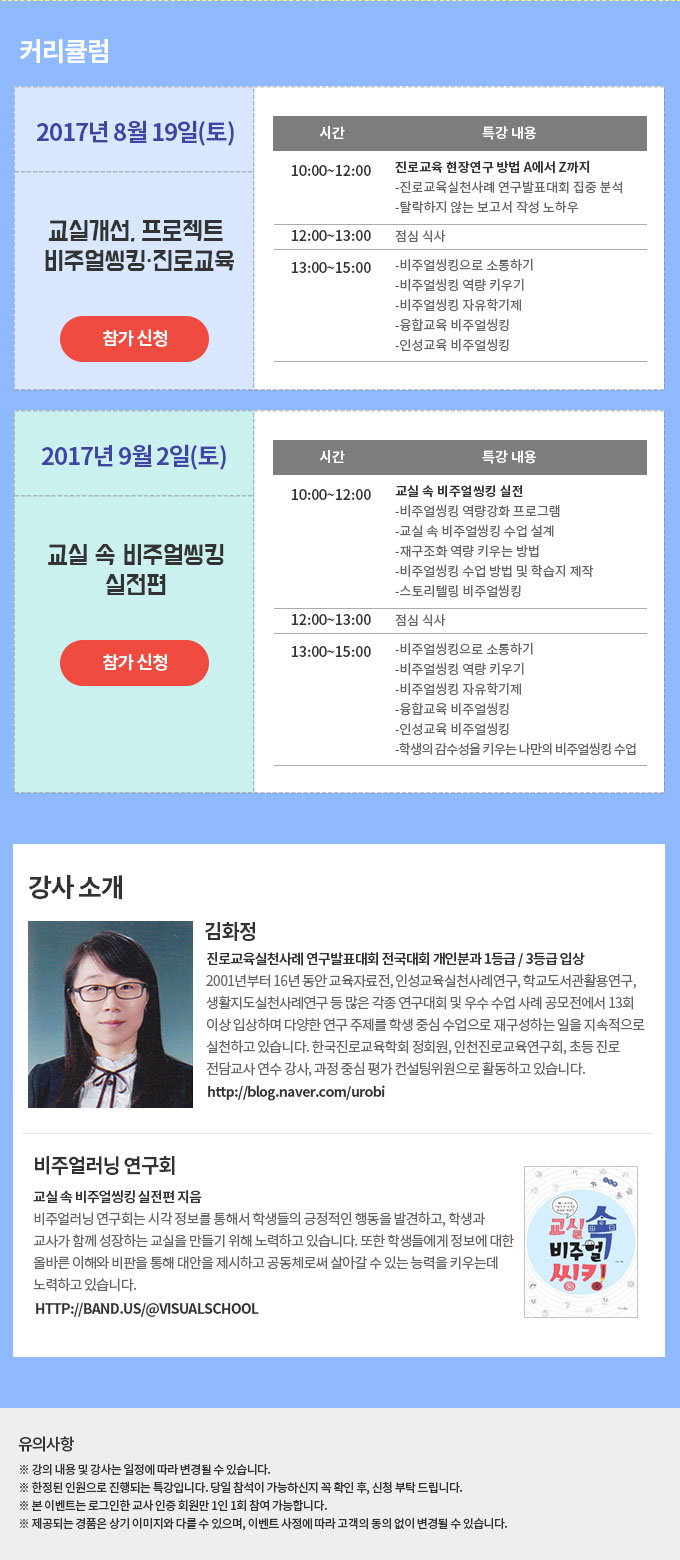 커리큘럼
2017년 8월 19일(토)
교실개선, 프로젝트
비주얼씽킹·진로교육
참가 신청
시간 특강 내용
10:00~12:00 진로교육 현장연구 방법 A에서 Z까지
-진로교육실천사례 연구발표대회 집중 분석
-탈락하지 않는 보고서 작성 노하우
12:00~13:00 점심 식사
13:00~15:00 -비주얼씽킹으로 소통하기
-비주얼씽킹 역량 키우기
-비주얼씽킹 자유학기제
-융합교육 비주얼씽킹
-인성교육 비주얼씽킹
2017년 9월 2일(토)
교실 속 비주얼씽킹
실전편
참가 신청
시간 특강 내용
10:00~12:00 교실 속 비주얼씽킹 실전
-비주얼씽킹 역량강화 프로그램
-교실 속 비주얼씽킹 수업 설계
-재구조화 역량 키우는 방법
-비주얼씽킹 수업 방법 및 학습지 제작
-스토리텔링 비주얼씽킹
12:00~13:00 점심 식사
13:00~15:00 -비주얼씽킹으로 소통하기
-비주얼씽킹 역량 키우기
-비주얼씽킹 자유학기제
-융합교육 비주얼씽킹
-인성교육 비주얼씽킹
-학생의 감수성을 키우는 나만의 비주얼씽킹 수업
강사 소개
김화정
진로교육실천사례 연구발표대회 전국대회 개인분과 1등급 / 3등급 입상
2001년부터 16년 동안 교육자료전, 인성교육실천사례연구, 학교도서관활용연구,
생활지도실천사례연구 등 많은 각종 연구대회 및 우수 수업 사례 공모전에서 13회
이상 입상하며 다양한 연구 주제를 학생 중심 수업으로 재구성하는 일을 지속적으로
실천하고 있습니다. 한국진로교육학회 정회원, 인천진로교육연구회, 초등 진로
전담교사 연수 강사, 과정 중심 평가 컨설팅위원으로 활동하고 있습니다.
http://blog.naver.com/urobi
비주얼러닝 연구회
교실 속 비주얼씽킹 실전편 지음
비주얼러닝 연구회는 시각 정보를 통해서 학생들의 긍정적인 행동을 발견하고, 학생과
교사가 함께 성장하는 교실을 만들기 위해 노력하고 있습니다. 또한 학생들에게 정보에 대한
올바른 이해와 비판을 통해 대안을 제시하고 공동체로써 살아갈 수 있는 능력을 키우는데
노력하고 있습니다.
HTTP://BAND.US/@VISUALSCHOOL
교실 속
비주얼
씽킹
유의사항
※ 강의 내용 및 강사는 일정에 따라 변경될 수 있습니다.
※ 한정된 인원으로 진행되는 특강입니다. 당일 참석이 가능하신지 꼭 확인 후, 신청 부탁 드립니다.
※ 본 이벤트는 로그인한 교사 인증 회원만 1인 1회 참여 가능합니다.
※ 제공되는 경품은 상기 이미지와 다를 수 있으며, 이벤트 사정에 따라 고객의 동의 없이 변경될 수 있습니다.